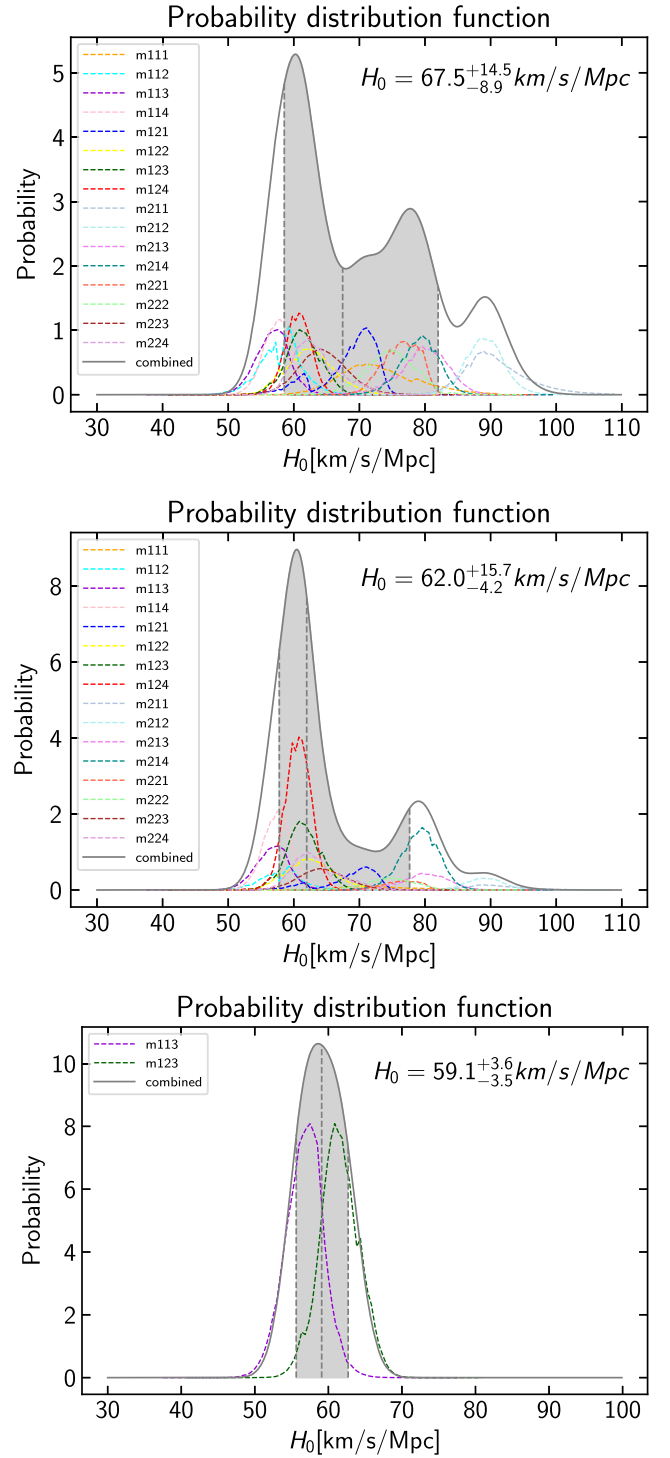 Probability distribution function
H₀ = 67.5 +14.5 −8.9 km/s/Mpc
m111
m112
m113
m114
m121
m122
m123
m124
m211
m212
m213
m214
m221
m222
m223
m224
combined
Probability
5
4
3
2
1
0
30 40 50 60 70 80 90 100 110
H₀[km/s/Mpc]
Probability distribution function
H₀ = 62.0 +15.7 −4.2 km/s/Mpc
m111
m112
m113
m114
m121
m122
m123
m124
m211
m212
m213
m214
m221
m222
m223
m224
combined
Probability
8
6
4
2
0
30 40 50 60 70 80 90 100 110
H₀[km/s/Mpc]
Probability distribution function
H₀ = 59.1 +3.6 −3.5 km/s/Mpc
m113
m123
combined
Probability
10
8
6
4
2
0
30 40 50 60 70 80 90 100
H₀[km/s/Mpc]